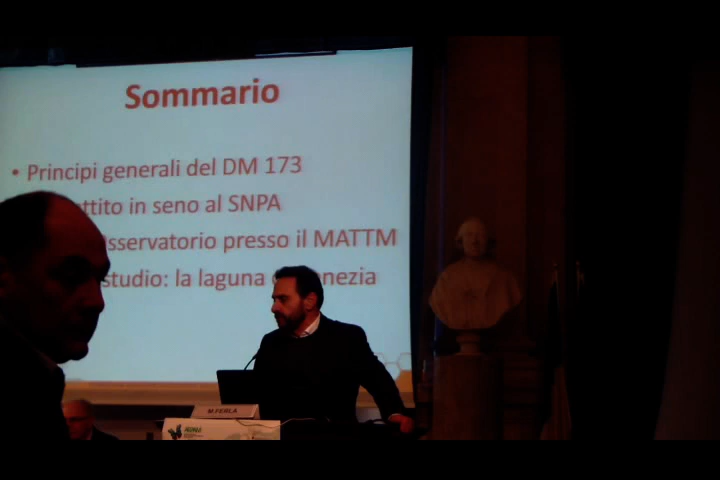 Sommario
• Principi generali del DM 173
ttito in seno al SNPA
sservatorio presso il MATTM
studio: la laguna nezia
M.FERLA